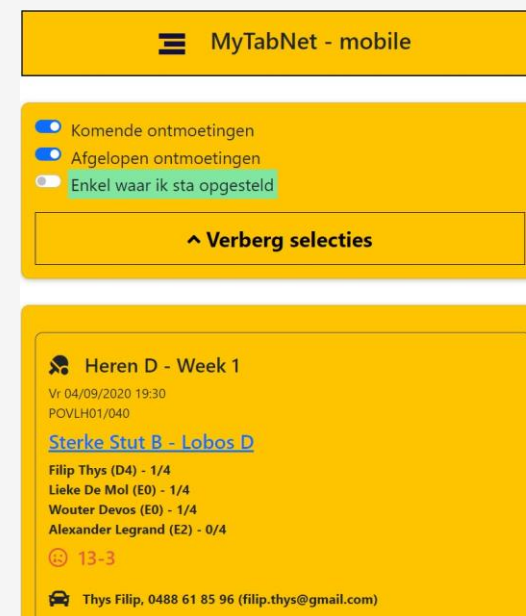 MyTabNet - mobile
Komende ontmoetingen
Afgelopen ontmoetingen
Enkel waar ik sta opgesteld
Verberg selecties
Heren D - Week 1
Vr 04/09/2020 19:30
POVLH01/040
Sterke Stut B - Lobos D
Filip Thys (D4) - 1/4
Lieke De Mol (E0) - 1/4
Wouter Devos (E0) - 1/4
Alexander Legrand (E2) - 0/4
13-3
Thys Filip, 0488 61 85 96 (filip.thys@gmail.com)